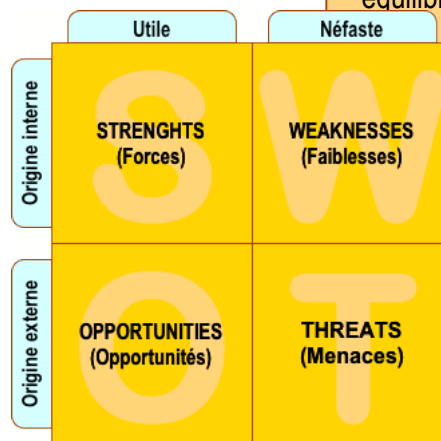 Utile
Néfaste
Origine interne
S
STRENGHTS
(Forces)
W
WEAKNESSES
(Faiblesses)
Origine externe
O
OPPORTUNITIES
(Opportunités)
T
THREATS
(Menaces)